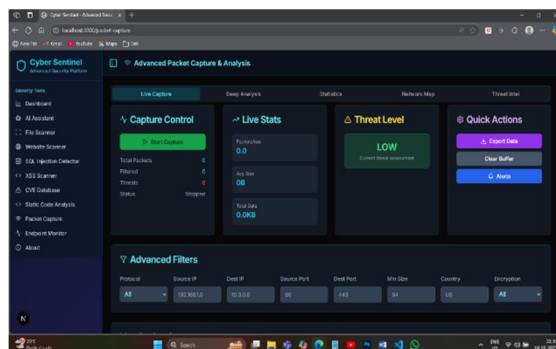 Cyber Sentinel - Advanced Secu
localhost:3000/packet-capture
New Tab Gmail YouTube Maps
Cyber Sentinel
Advanced Security Platform
Advanced Packet Capture & Analysis
Security Tools
Dashboard
AI Assistant
File Scanner
Website Scanner
SQL Injection Detector
XSS Scanner
CVE Database
Static Code Analysis
Packet Capture
Endpoint Monitor
About
Live Capture Deep Analysis Statistics Network Map Threat Intel
Capture Control
Start Capture
Total Packets 0
Filtered 0
Threats 0
Status Stopped
Live Stats
Packets/sec
0.0
Avg Size
0B
Total Data
0.0KB
Threat Level
LOW
Current threat assessment
Quick Actions
Export Data
Clear Buffer
Alerts
Advanced Filters
Protocol Source IP Dest IP Source Port Dest Port Min Size Country Encryption
All 192.168.1.0 10.0.0.0 80 443 64 US All
N
Search
ENG